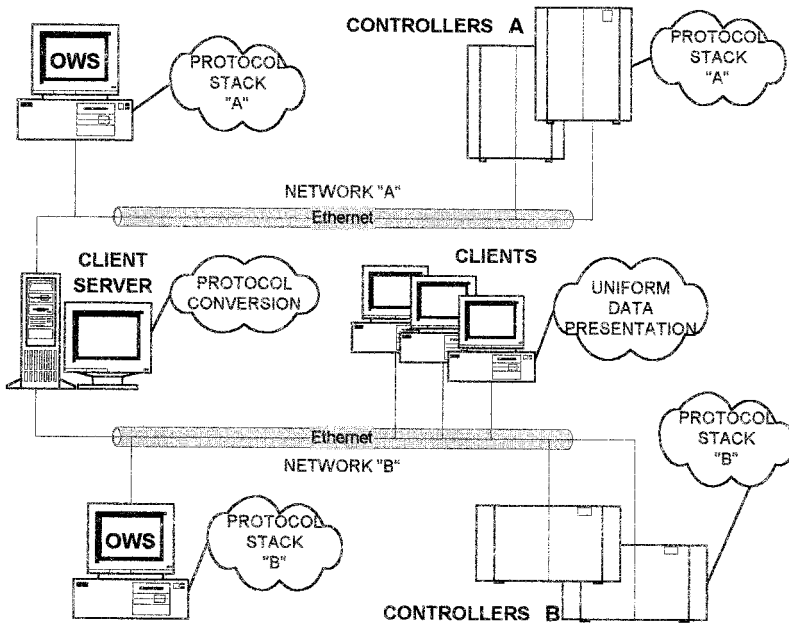 CONTROLLERS A
OWS
PROTOCOL
STACK
"A"
PROTOCOL
STACK
"A"
NETWORK "A"
Ethernet
CLIENT
SERVER
PROTOCOL
CONVERSION
CLIENTS
UNIFORM
DATA
PRESENTATION
Ethernet
NETWORK "B"
PROTOCOL
STACK
"B"
OWS
PROTOCOL
STACK
"B"
CONTROLLERS B